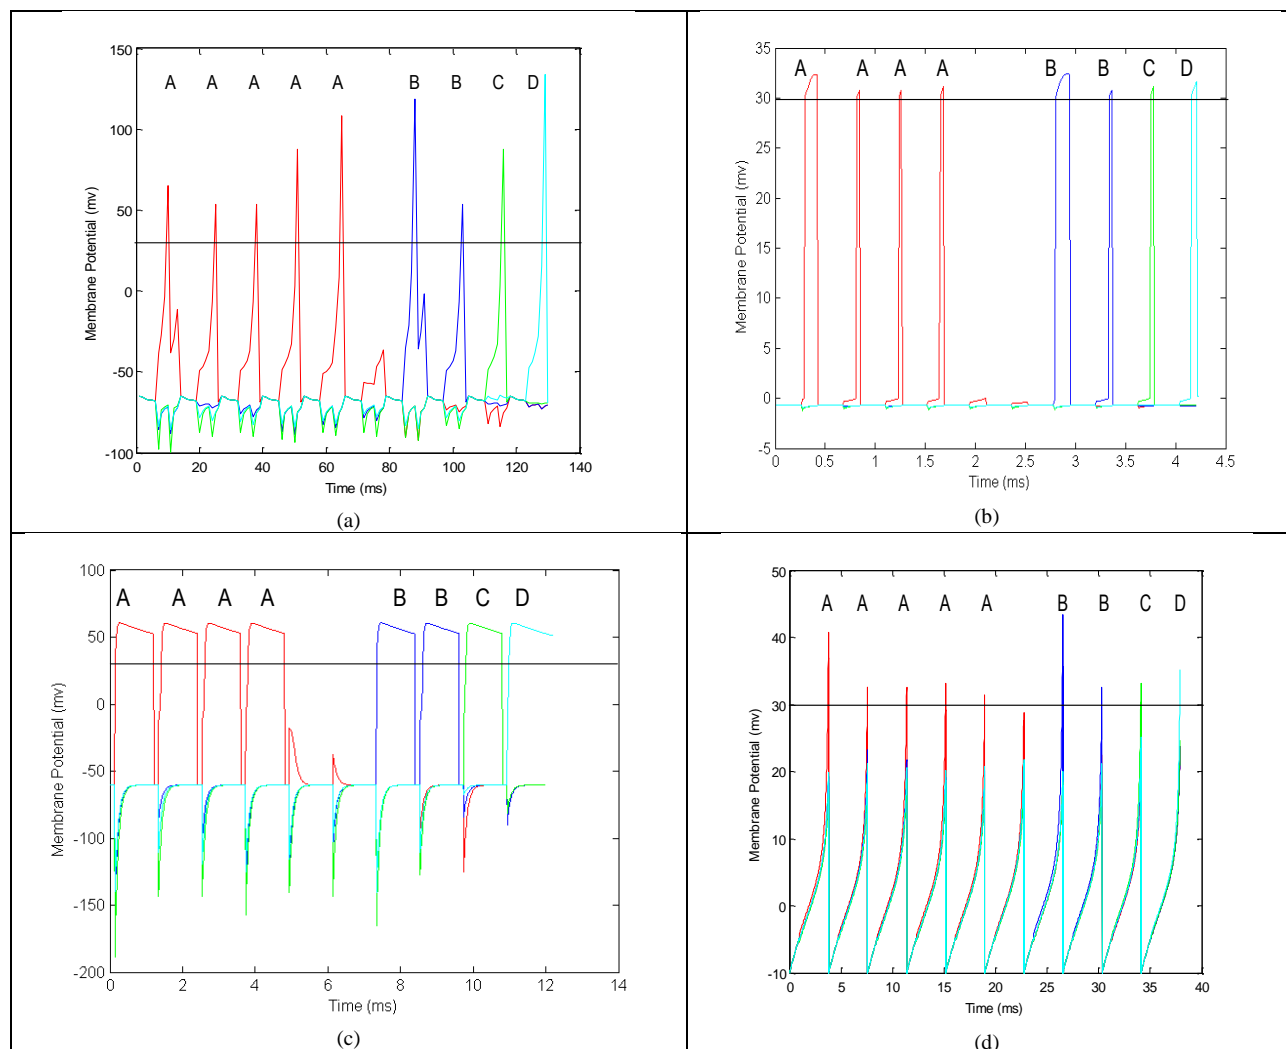 150
A A A A A B B C D
100
50
0
-50
-100
0 20 40 60 80 100 120 140
Membrane Potential (mv)
Time (ms)
(a)
35
A A A A B B C D
30
25
20
15
10
5
0
-5
0 0.5 1 1.5 2 2.5 3 3.5 4 4.5
Membrane Potential (mv)
Time (ms)
(b)
100
A A A A B B C D
50
0
-50
-100
-150
-200
0 2 4 6 8 10 12 14
Membrane Potential (mv)
Time (ms)
(c)
50
A A A A A B B C D
40
30
20
10
0
-10
0 5 10 15 20 25 30 35 40
Membrane Potential (mv)
Time (ms)
(d)